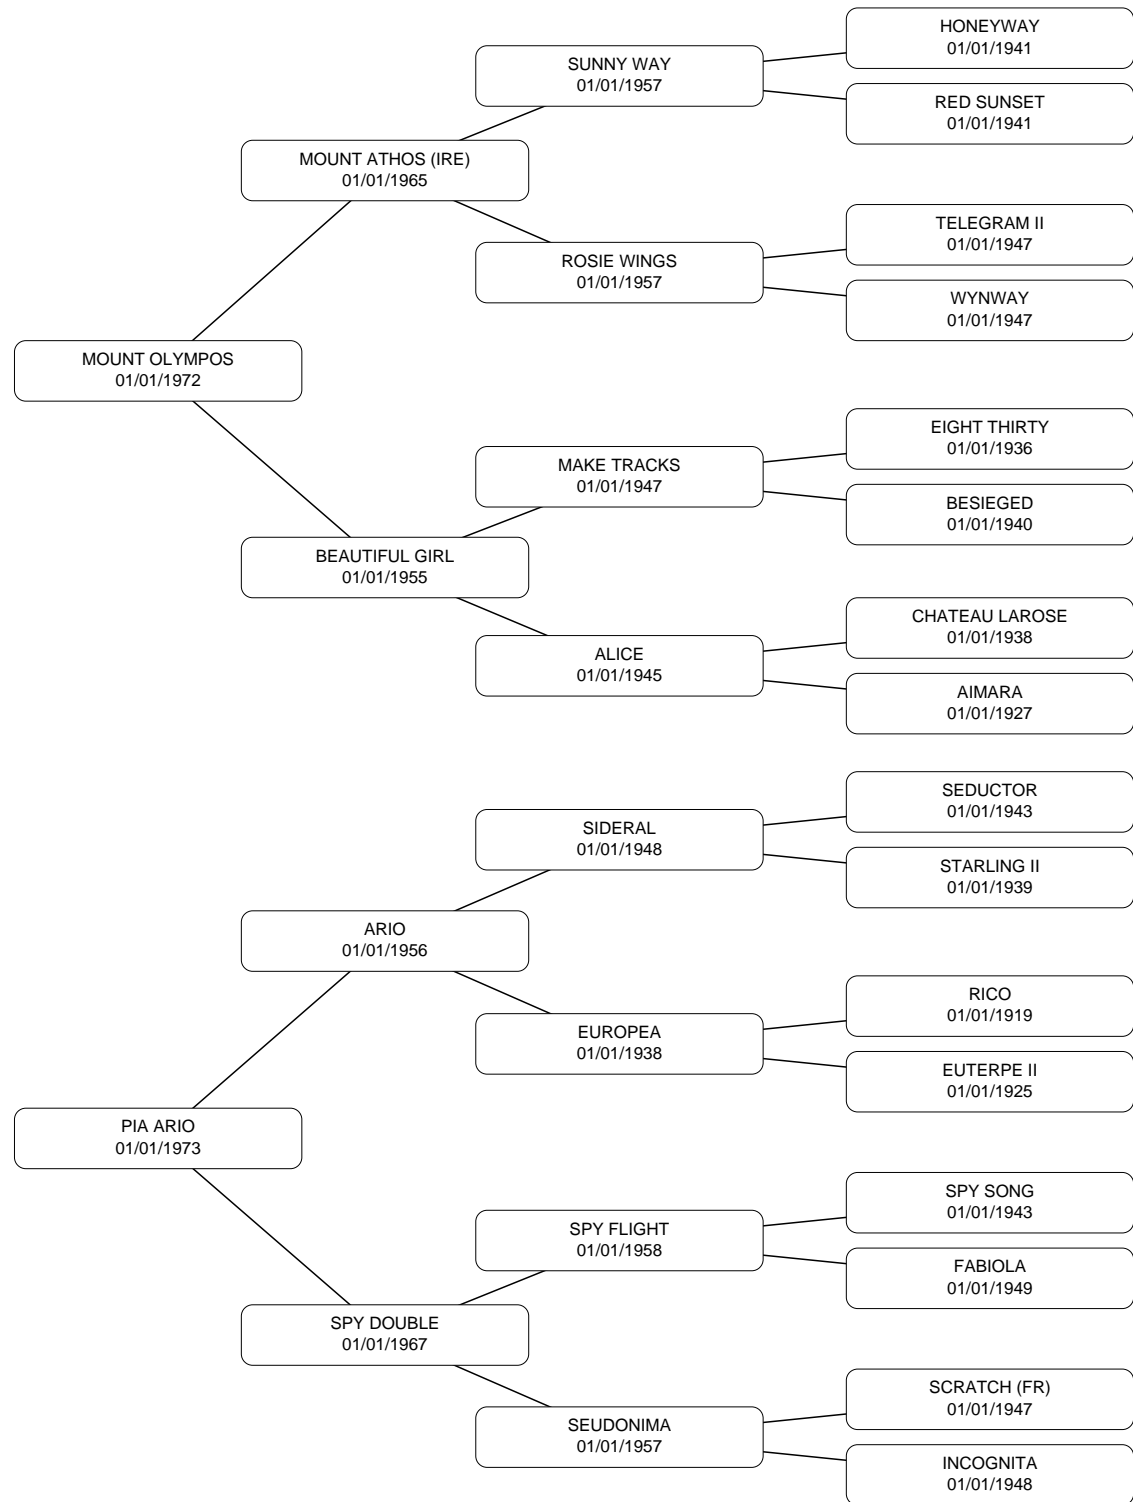 HONEYWAY
01/01/1941
SUNNY WAY
01/01/1957
RED SUNSET
01/01/1941
MOUNT ATHOS (IRE)
01/01/1965
TELEGRAM II
01/01/1947
ROSIE WINGS
01/01/1957
WYNWAY
01/01/1947
MOUNT OLYMPOS
01/01/1972
EIGHT THIRTY
01/01/1936
MAKE TRACKS
01/01/1947
BESIEGED
01/01/1940
BEAUTIFUL GIRL
01/01/1955
CHATEAU LAROSE
01/01/1938
ALICE
01/01/1945
AIMARA
01/01/1927
SEDUCTOR
01/01/1943
SIDERAL
01/01/1948
STARLING II
01/01/1939
ARIO
01/01/1956
RICO
01/01/1919
EUROPEA
01/01/1938
EUTERPE II
01/01/1925
PIA ARIO
01/01/1973
SPY SONG
01/01/1943
SPY FLIGHT
01/01/1958
FABIOLA
01/01/1949
SPY DOUBLE
01/01/1967
SCRATCH (FR)
01/01/1947
SEUDONIMA
01/01/1957
INCOGNITA
01/01/1948